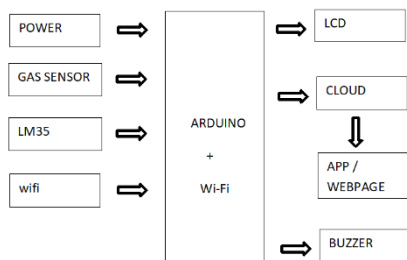 POWER
GAS SENSOR
LM35
wifi
ARDUINO
+
Wi-Fi
LCD
CLOUD
APP /
WEBPAGE
BUZZER